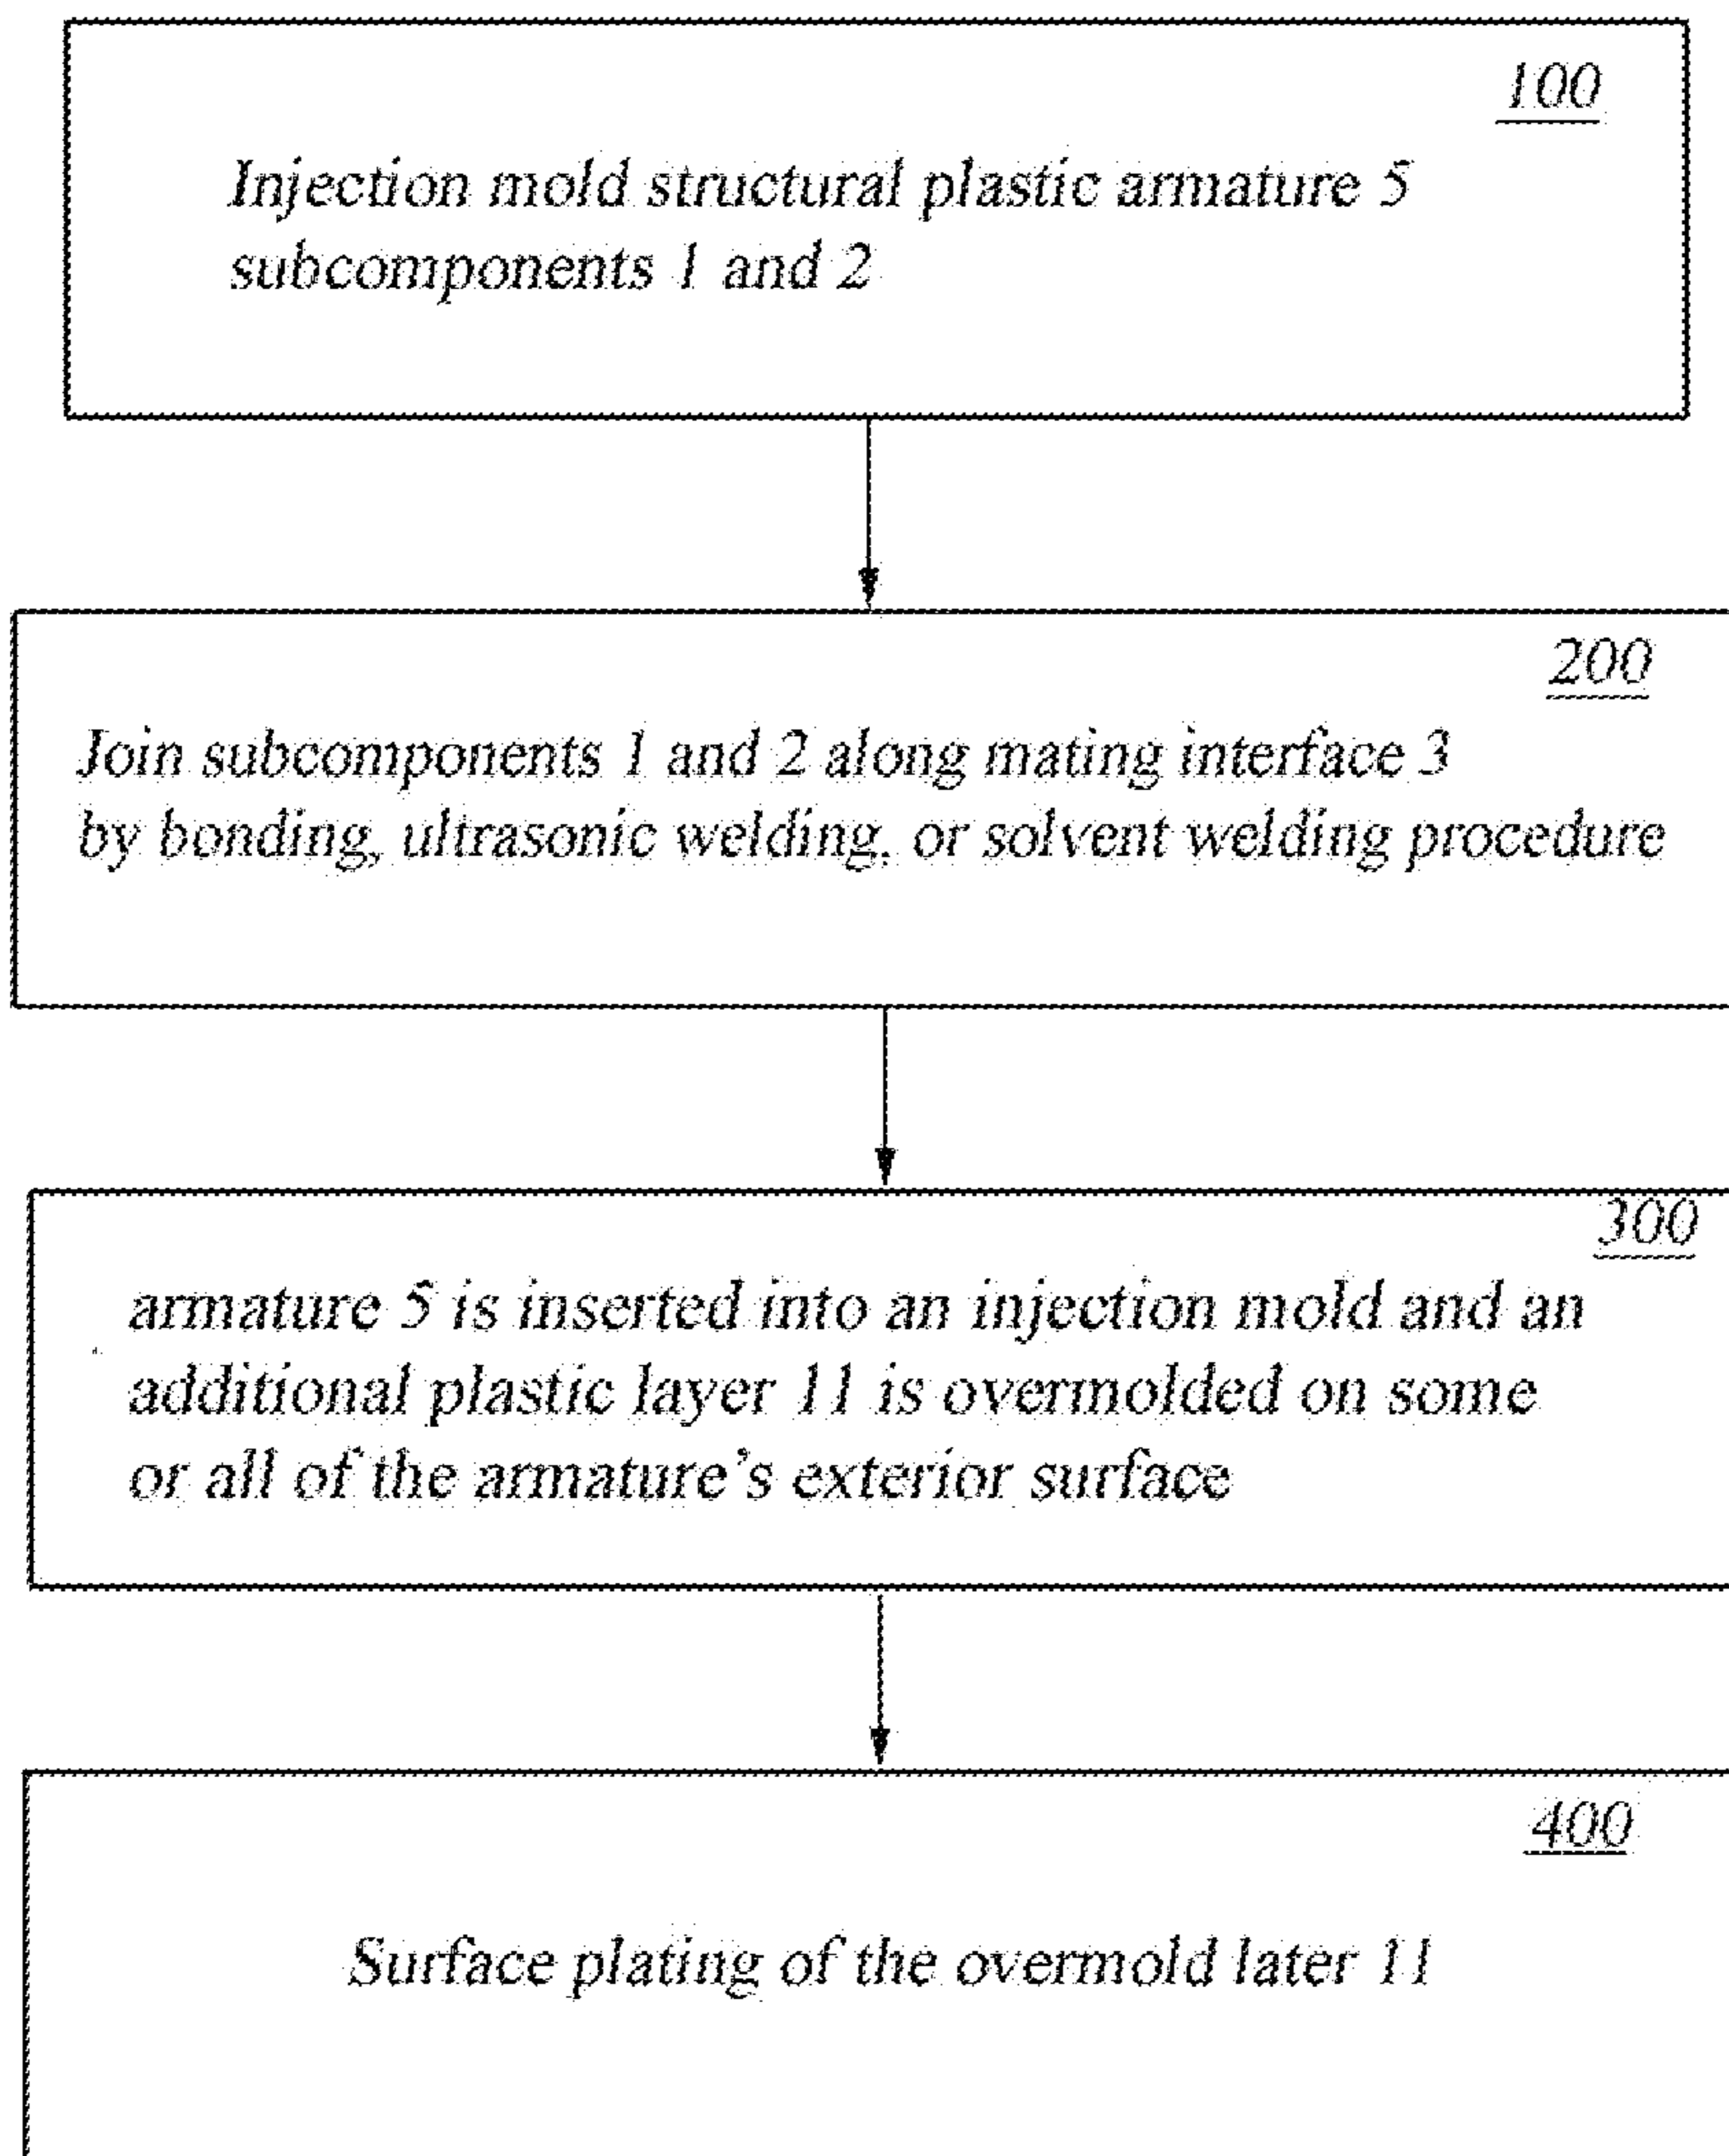 100
Injection mold structural plastic armature 5
subcomponents 1 and 2
200
Join subcomponents 1 and 2 along mating interface 3
by bonding, ultrasonic welding, or solvent welding procedure
300
armature 5 is inserted into an injection mold and an
additional plastic layer 11 is overmolded on some
or all of the armature's exterior surface
400
Surface plating of the overmold later 11